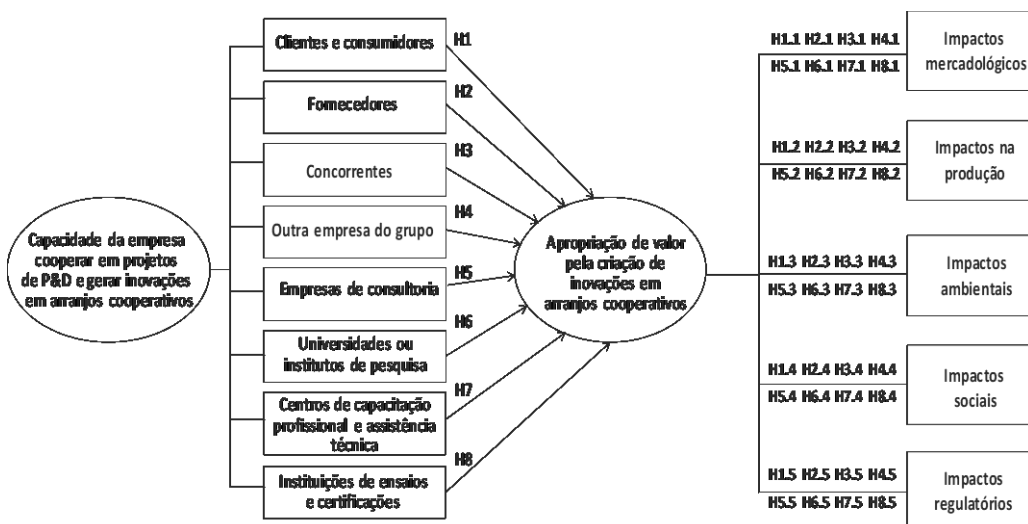 Capacidade da empresa
cooperar em projetos
de P&D e gerar inovações
em arranjos cooperativos
Clientes e consumidores
Fornecedores
Concorrentes
Outra empresa do grupo
Empresas de consultoria
Universidades ou
institutos de pesquisa
Centros de capacitação
profissional e assistência
técnica
Instituições de ensaios
e certificações
H1
H2
H3
H4
H5
H6
H7
H8
Apropriação de valor
pela criação de
inovações em
arranjos cooperativos
H1.1 H2.1 H3.1 H4.1
H5.1 H6.1 H7.1 H8.1
Impactos
mercadológicos
H1.2 H2.2 H3.2 H4.2
H5.2 H6.2 H7.2 H8.2
Impactos na
produção
H1.3 H2.3 H3.3 H4.3
H5.3 H6.3 H7.3 H8.3
Impactos
ambientais
H1.4 H2.4 H3.4 H4.4
H5.4 H6.4 H7.4 H8.4
Impactos
sociais
H1.5 H2.5 H3.5 H4.5
H5.5 H6.5 H7.5 H8.5
Impactos
regulatórios